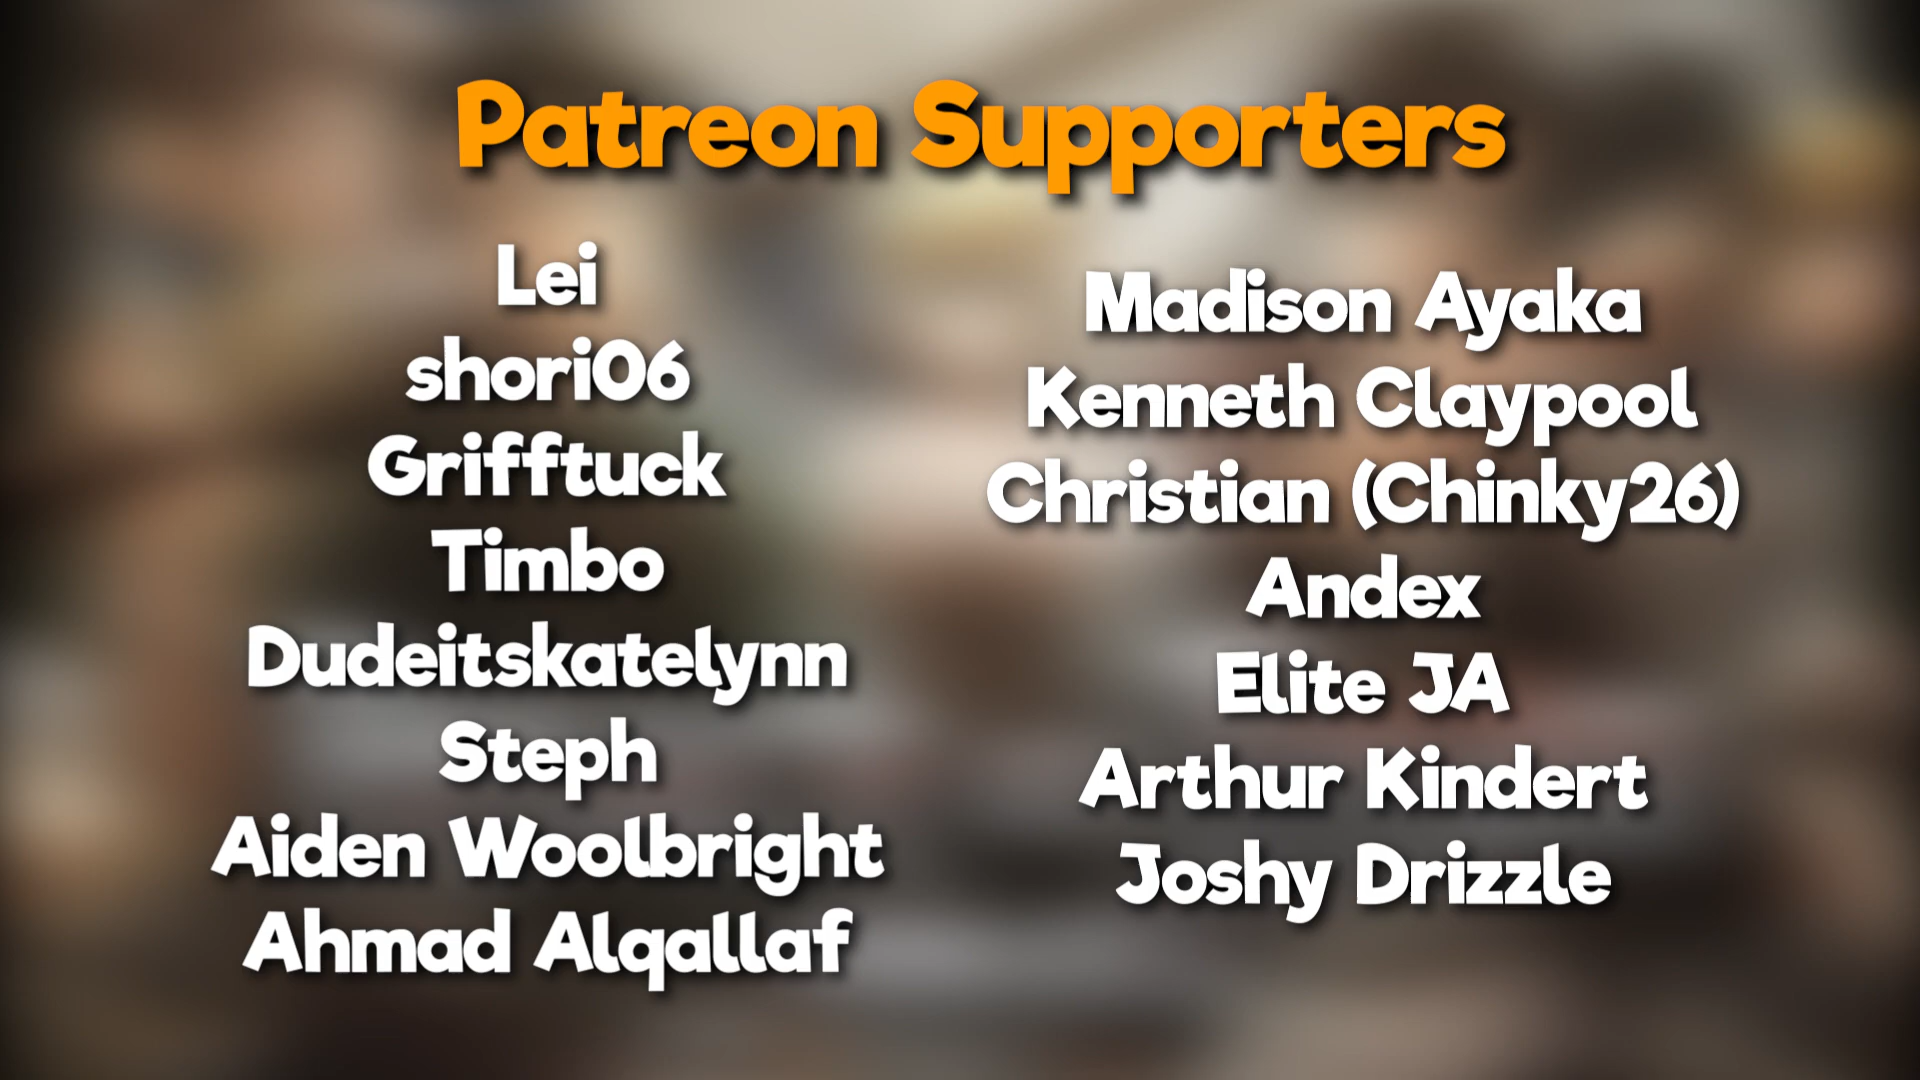 Patreon Supporters
Lei
shori06
Grifftuck
Timbo
Dudeitskatelynn
Steph
Aiden Woolbright
Ahmad Alqallaf
Madison Ayaka
Kenneth Claypool
Christian (Chinky26)
Andex
Elite JA
Arthur Kindert
Joshy Drizzle